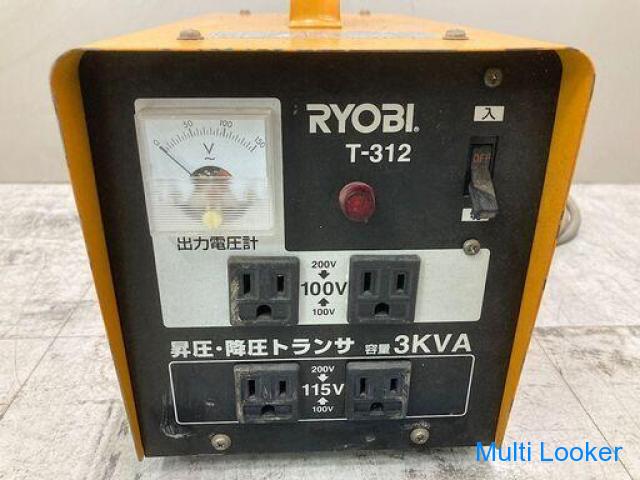 RYOBI.
T-312
入
OFF
0 50 100 150
V
出力電圧計
200V
100V
100V
昇圧・降圧トランサ 容量 3KVA
200V
115V
100V
Multi Looker